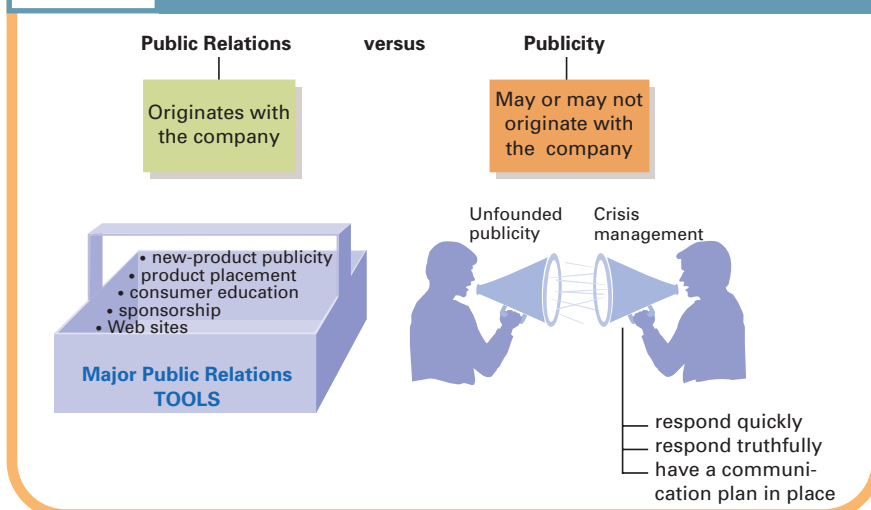 Public Relations versus Publicity
Originates with
the company
May or may not
originate with
the company
• new-product publicity
• product placement
• consumer education
• sponsorship
• Web sites
Major Public Relations
TOOLS
Unfounded
publicity
Crisis
management
respond quickly
respond truthfully
have a communi-
cation plan in place